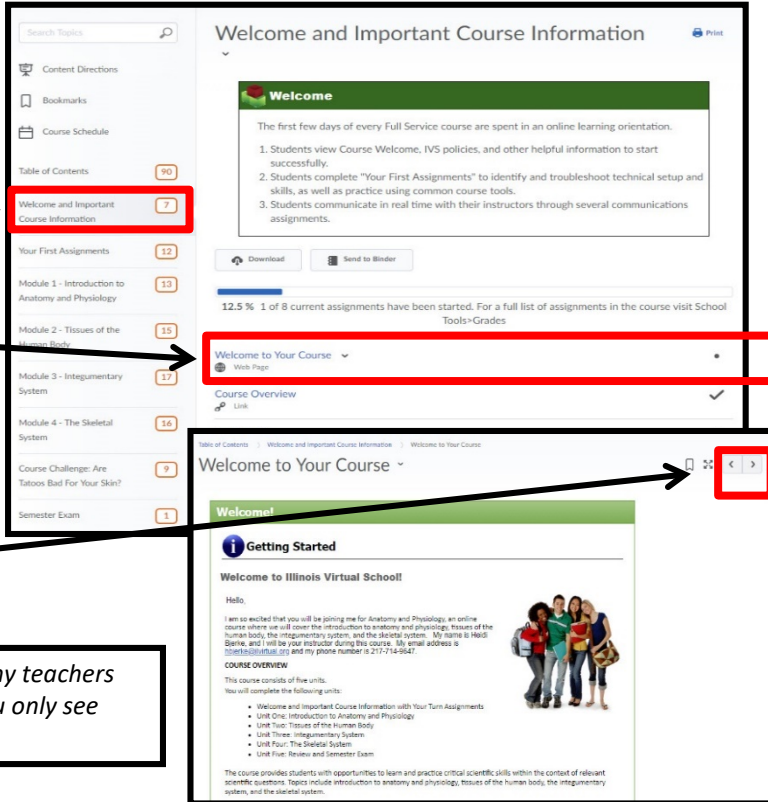 Search Topics
Content Directions
Bookmarks
Course Schedule
Table of Contents 90
Welcome and Important
Course Information 7
Your First Assignments 12
Module 1 - Introduction to
Anatomy and Physiology 13
Module 2 - Tissues of the
Human Body 15
Module 3 - Integumentary
System 17
Module 4 - The Skeletal
System 16
Course Challenge: Are
Tatoos Bad For Your Skin? 9
Semester Exam 1
Welcome and Important Course Information
Print
Welcome
The first few days of every Full Service course are spent in an online learning orientation.
1. Students view Course Welcome, IVS policies, and other helpful information to start
successfully.
2. Students complete "Your First Assignments" to identify and troubleshoot technical setup and
skills, as well as practice using common course tools.
3. Students communicate in real time with their instructors through several communications
assignments.
Download Send to Binder
12.5 % 1 of 8 current assignments have been started. For a full list of assignments in the course visit School
Tools>Grades
Welcome to Your Course
Web Page
Course Overview
Link
Table of Contents > Welcome and Important Course Information > Welcome to Your Course
Welcome to Your Course
Welcome!
Getting Started
Welcome to Illinois Virtual School!
Hello,
I am so excited that you will be joining me for Anatomy and Physiology, an online
course where we will cover the introduction to anatomy and physiology, tissues of the
human body, the integumentary system, and the skeletal system. My name is Heidi
Bjerke, and I will be your instructor during this course. My email address is
hbjerke@ilvirtual.org and my phone number is 217-714-9647.
COURSE OVERVIEW
This course consists of five units.
You will complete the following units:
• Welcome and Important Course Information with Your Turn Assignments
• Unit One: Introduction to Anatomy and Physiology
• Unit Two: Tissues of the Human Body
• Unit Three: Integumentary System
• Unit Four: The Skeletal System
• Unit Five: Review and Semester Exam
The course provides students with opportunities to learn and practice critical scientific skills within the context of relevant
scientific questions. Topics include introduction to anatomy and physiology, tissues of the human body, the integumentary
system, and the skeletal system.
ny teachers
u only see